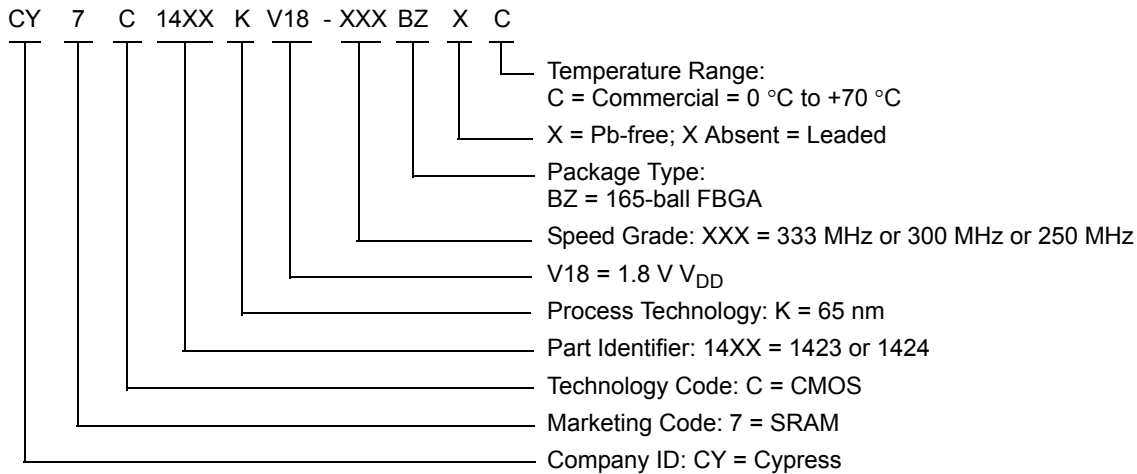 CY 7 C 14XX K V18 - XXX BZ X C
Temperature Range:
C = Commercial = 0 °C to +70 °C
X = Pb-free; X Absent = Leaded
Package Type:
BZ = 165-ball FBGA
Speed Grade: XXX = 333 MHz or 300 MHz or 250 MHz
V18 = 1.8 V VDD
Process Technology: K = 65 nm
Part Identifier: 14XX = 1423 or 1424
Technology Code: C = CMOS
Marketing Code: 7 = SRAM
Company ID: CY = Cypress